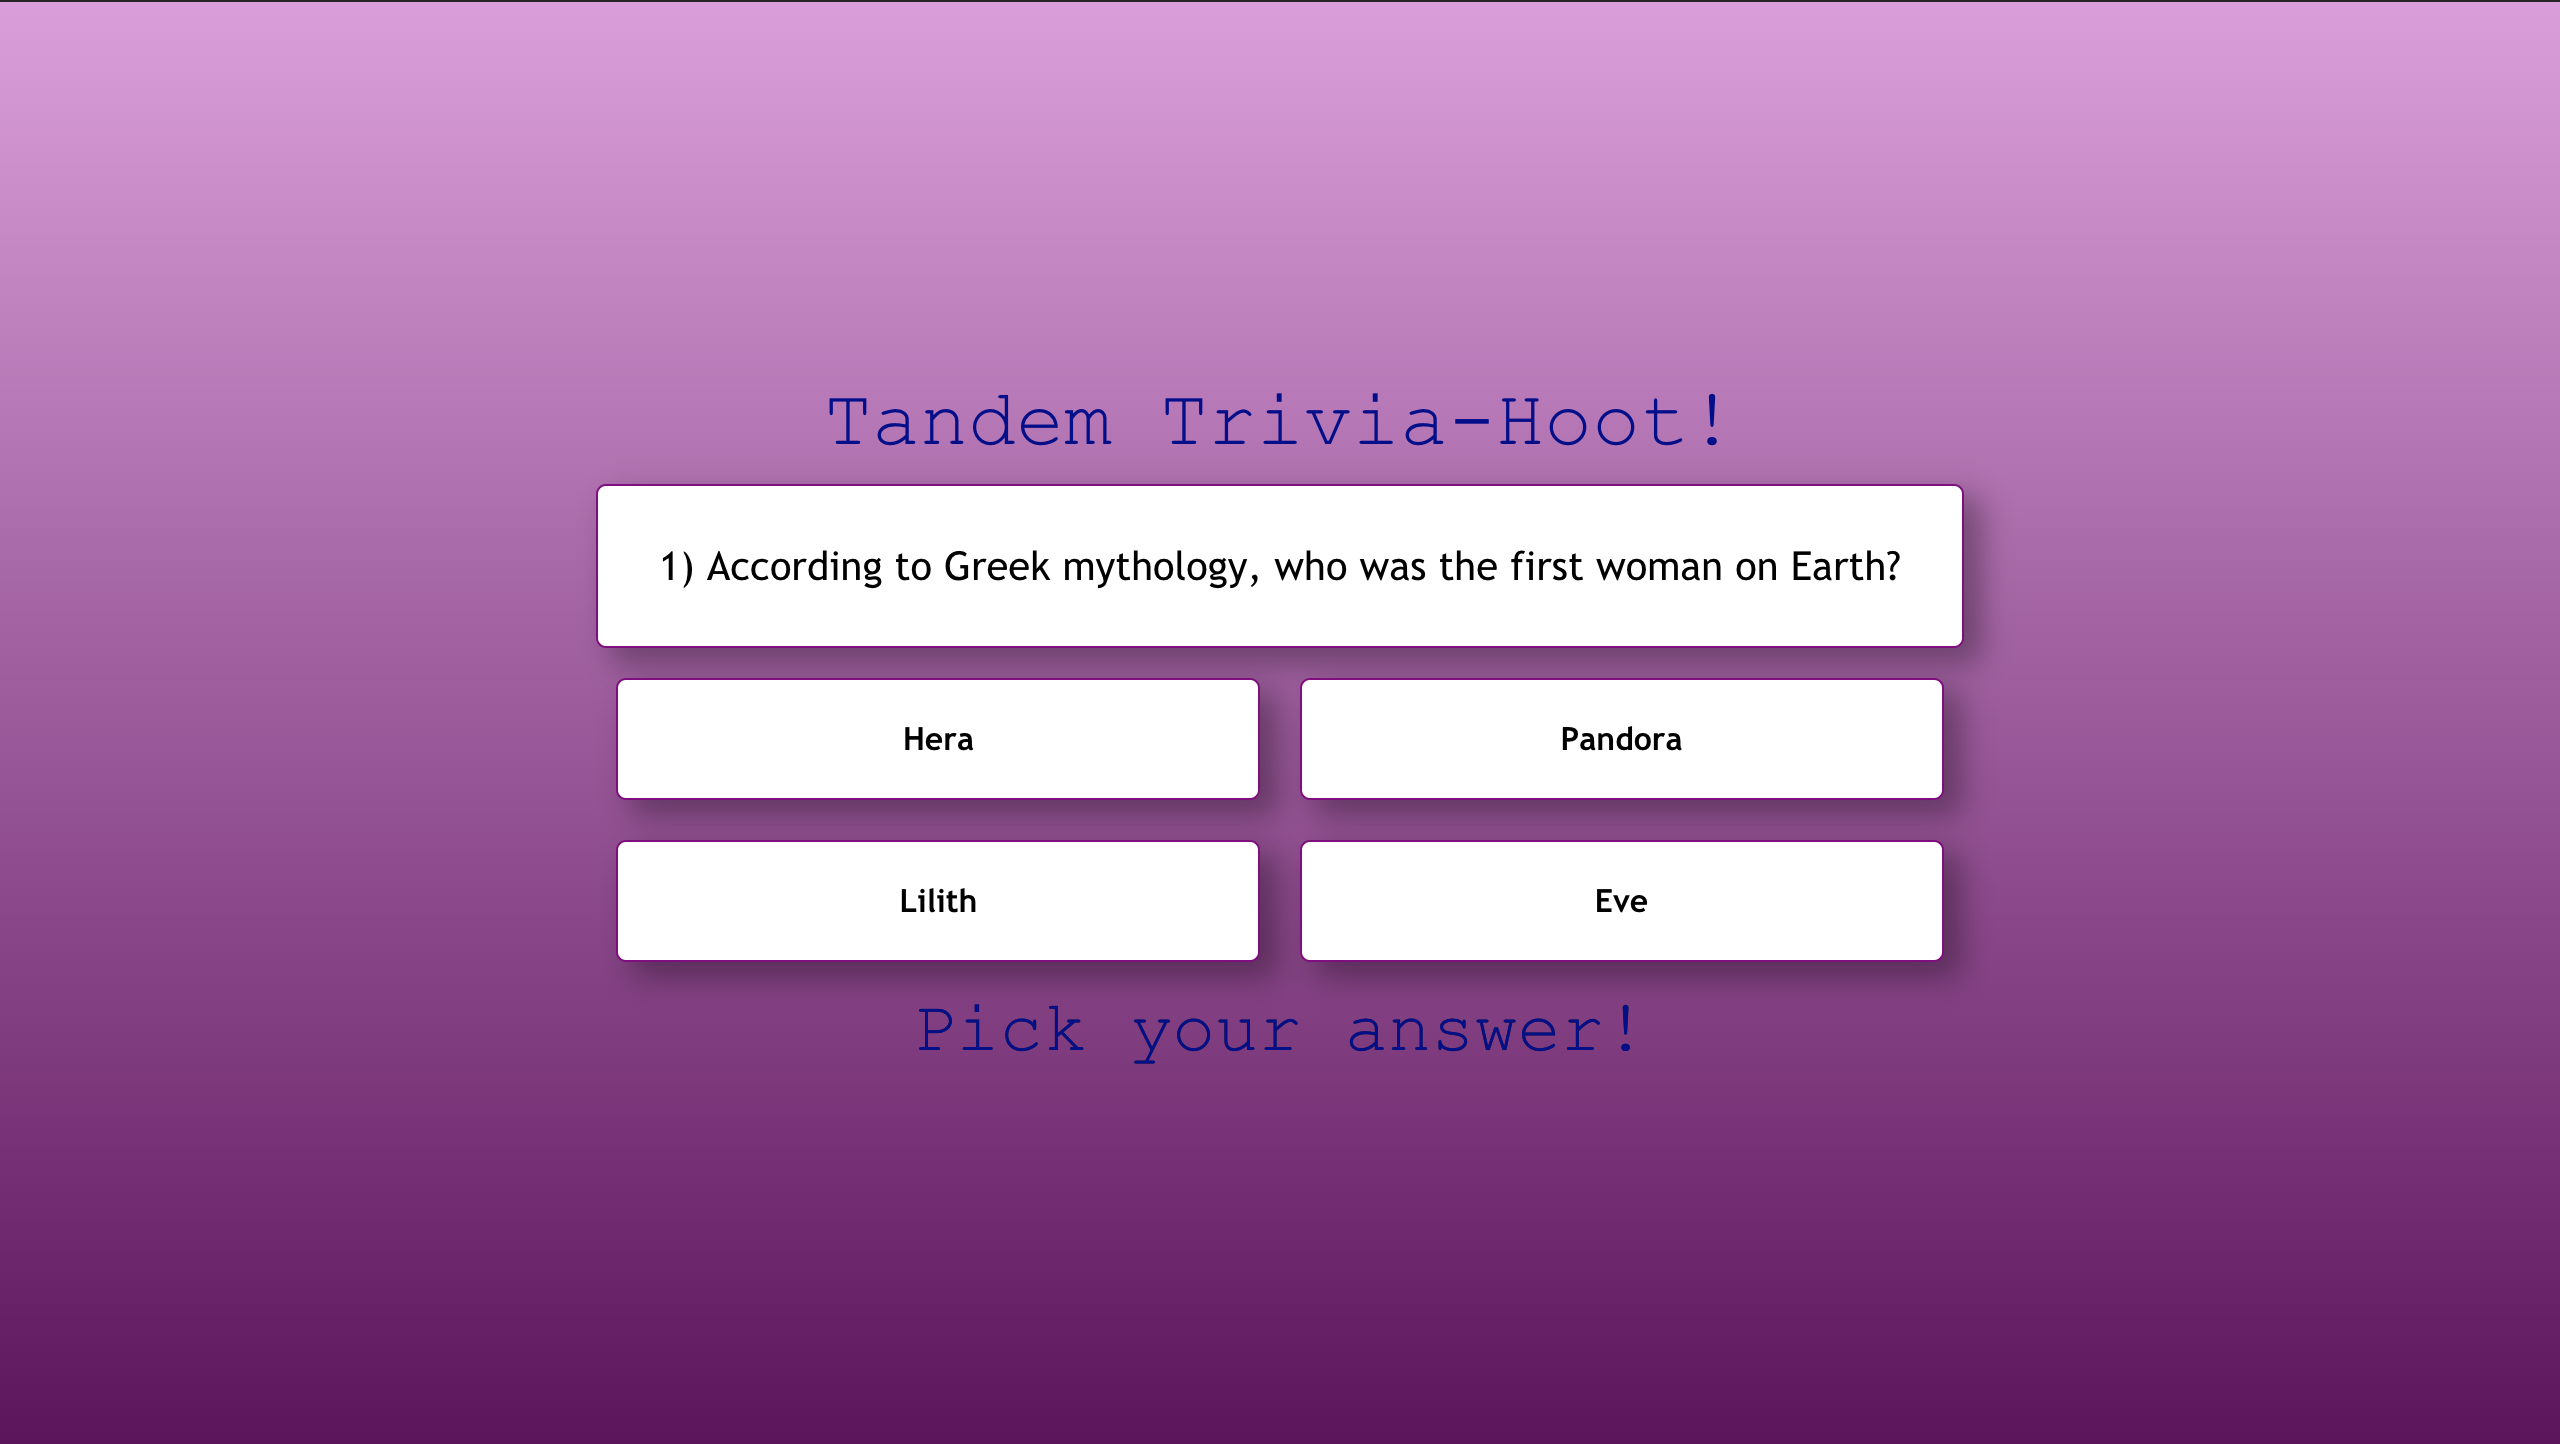 Tandem Trivia-Hoot!
1) According to Greek mythology, who was the first woman on Earth?
Hera
Pandora
Lilith
Eve
Pick your answer!